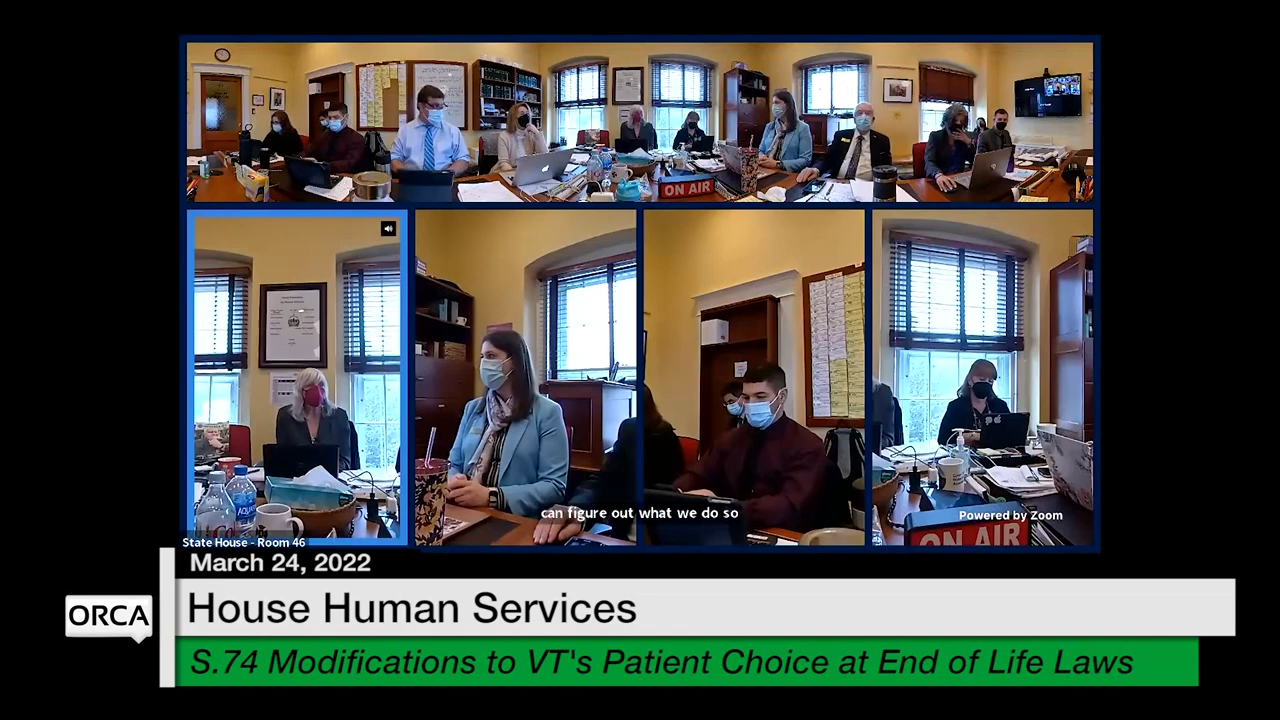 ON AIR
can figure out what we do so
Powered by Zoom
ON AIR
State House - Room 46
March 24, 2022
ORCA
House Human Services
S.74 Modifications to VT's Patient Choice at End of Life Laws